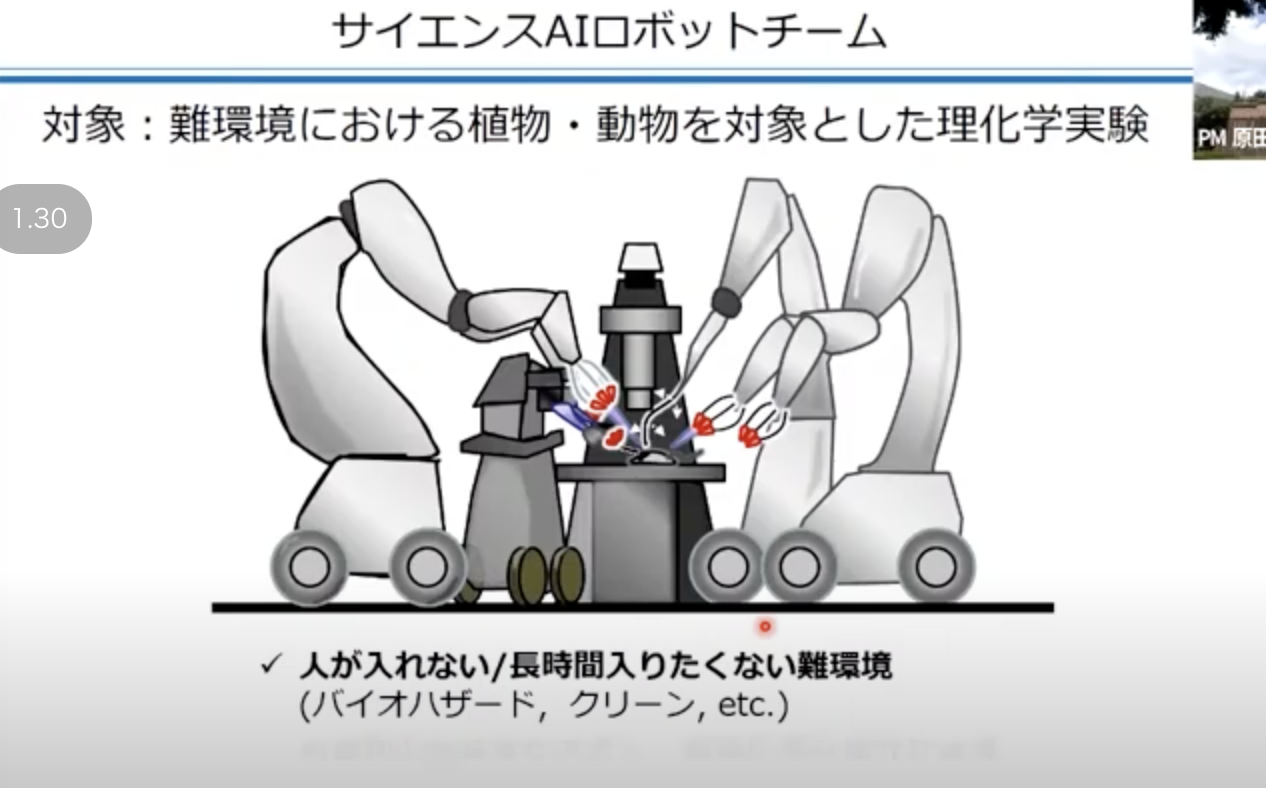 サイエンスAIロボットチーム
対象：難環境における植物・動物を対象とした理化学実験
PM 原田
1.30
✓ 人が入れない/長時間入りたくない難環境
(バイオハザード, クリーン, etc.)